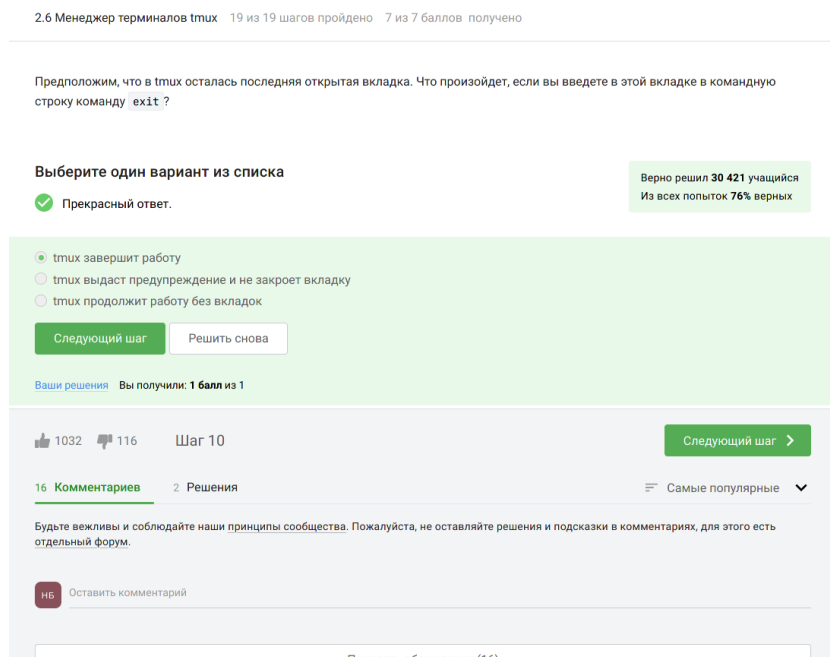 2.6 Менеджер терминалов tmux 19 из 19 шагов пройдено 7 из 7 баллов получено
Предположим, что в tmux осталась последняя открытая вкладка. Что произойдет, если вы введете в этой вкладке в командную
строку команду exit ?
Выберите один вариант из списка
Верно решил 30 421 учащийся
Из всех попыток 76% верных
Прекрасный ответ.
tmux завершит работу
tmux выдаст предупреждение и не закроет вкладку
tmux продолжит работу без вкладок
Следующий шаг Решить снова
Ваши решения Вы получили: 1 балл из 1
1032 116 Шаг 10 Следующий шаг
16 Комментариев 2 Решения Самые популярные
Будьте вежливы и соблюдайте наши принципы сообщества. Пожалуйста, не оставляйте решения и подсказки в комментариях, для этого есть
отдельный форум.
НБ Оставить комментарий